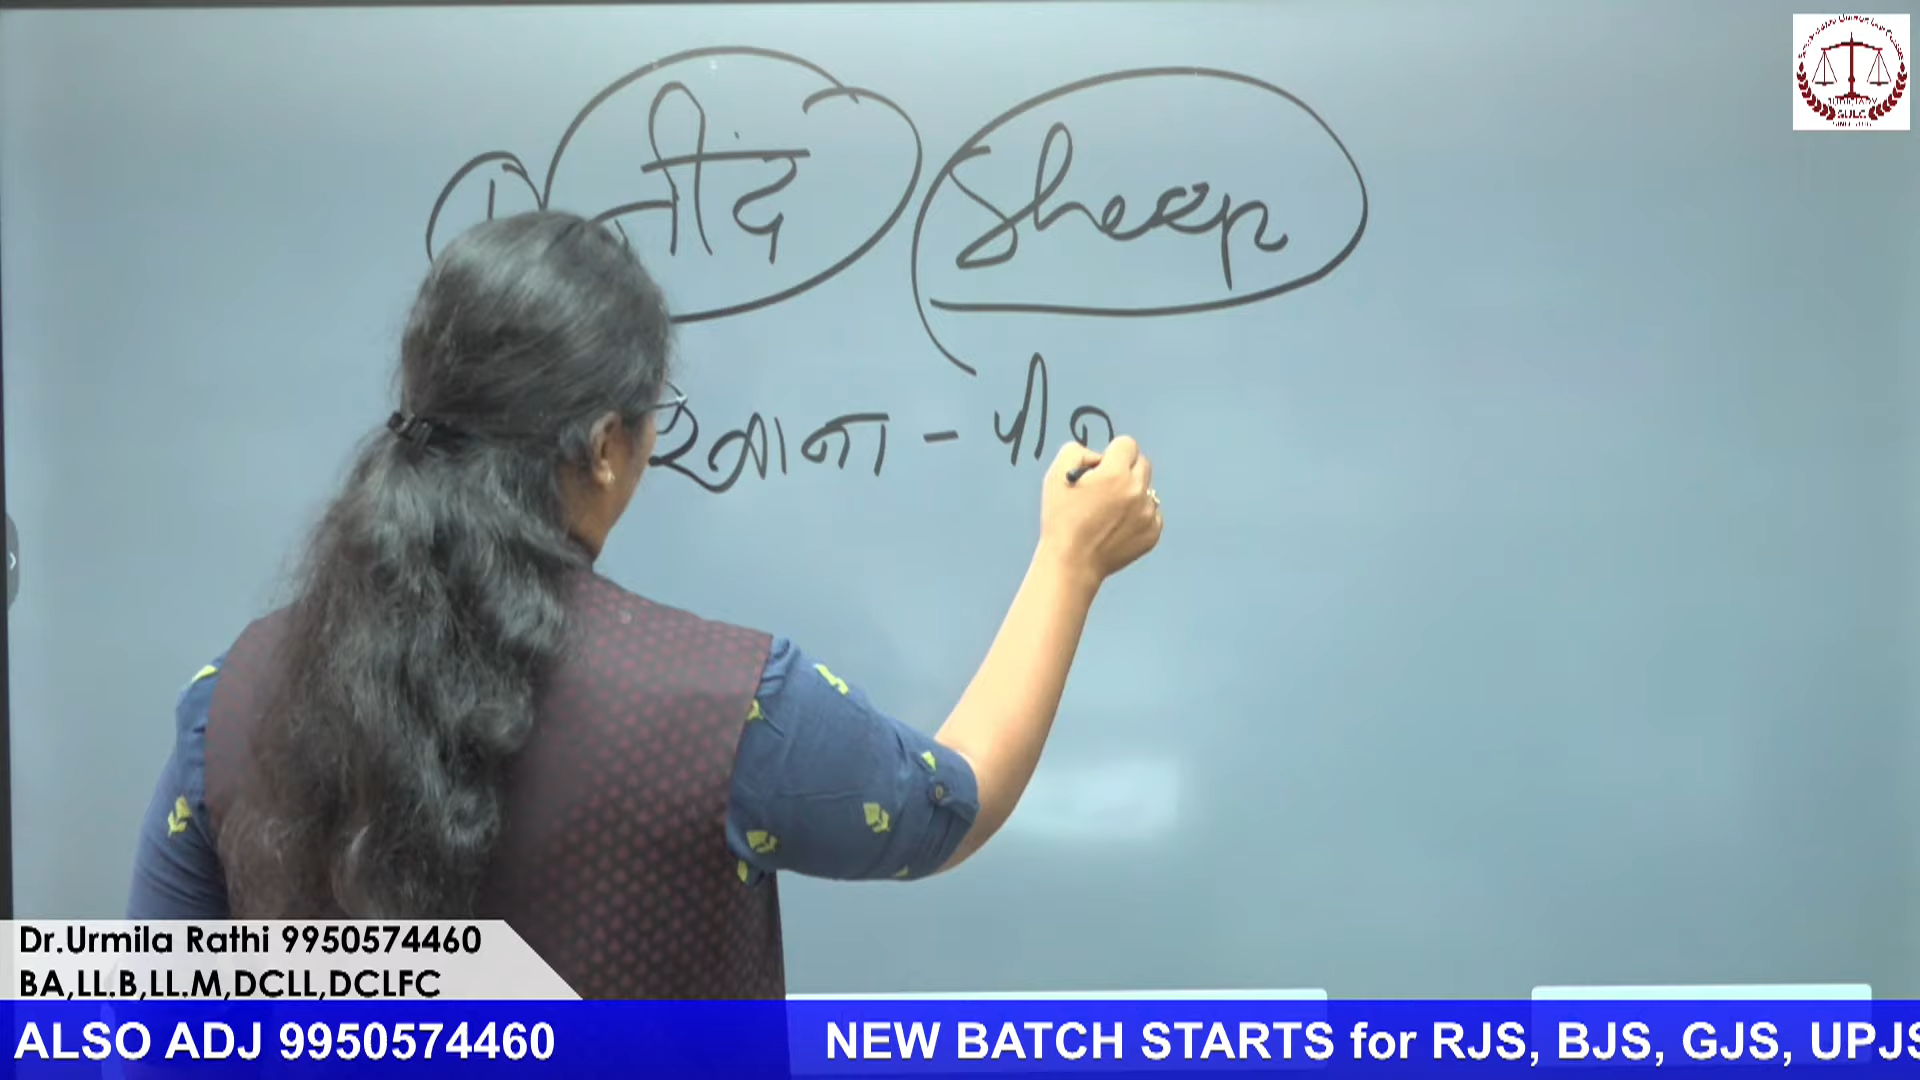 नींद Sheep
खाना - पीन
Dr.Urmila Rathi 9950574460
BA,LL.B,LL.M,DCLL,DCLFC
ALSO ADJ 9950574460 NEW BATCH STARTS for RJS, BJS, GJS, UPJS